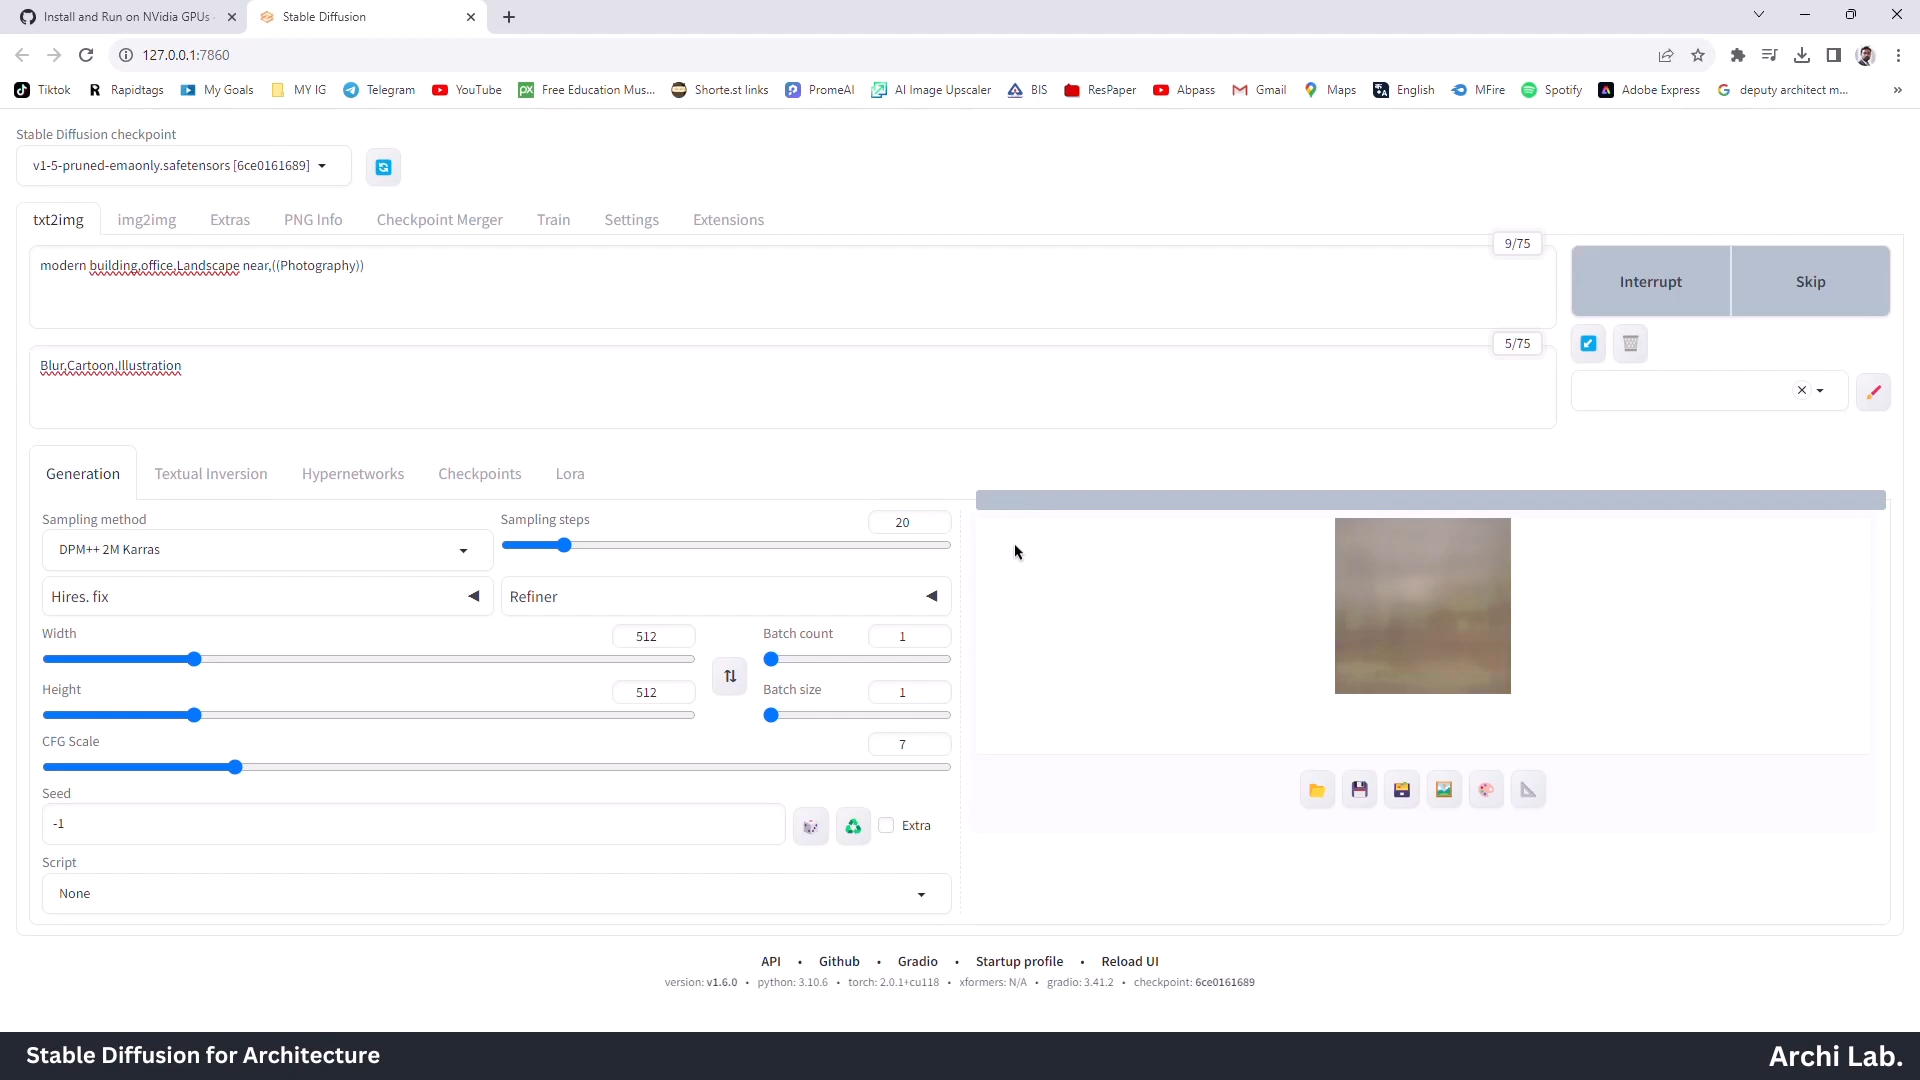 Install and Run on NVidia GPUs
Stable Diffusion
127.0.0.1:7860
Tiktok
Rapidtags
My Goals
MY IG
Telegram
YouTube
Free Education Mus...
Shorte.st links
PromeAI
AI Image Upscaler
BIS
ResPaper
Abpass
Gmail
Maps
English
MFire
Spotify
Adobe Express
deputy architect m...
»
Stable Diffusion checkpoint
v1-5-pruned-emaonly.safetensors [6ce0161689]
txt2img
img2img
Extras
PNG Info
Checkpoint Merger
Train
Settings
Extensions
9/75
modern building,office,Landscape near,((Photography))
Interrupt
Skip
5/75
Blur,Cartoon,Illustration
Generation
Textual Inversion
Hypernetworks
Checkpoints
Lora
Sampling method
DPM++ 2M Karras
Sampling steps
20
Hires. fix
Refiner
Width
512
Batch count
1
Height
512
Batch size
1
CFG Scale
7
Seed
-1
Extra
Script
None
API • Github • Gradio • Startup profile • Reload UI
version: v1.6.0 • python: 3.10.6 • torch: 2.0.1+cu118 • xformers: N/A • gradio: 3.41.2 • checkpoint: 6ce0161689
Stable Diffusion for Architecture
Archi Lab.